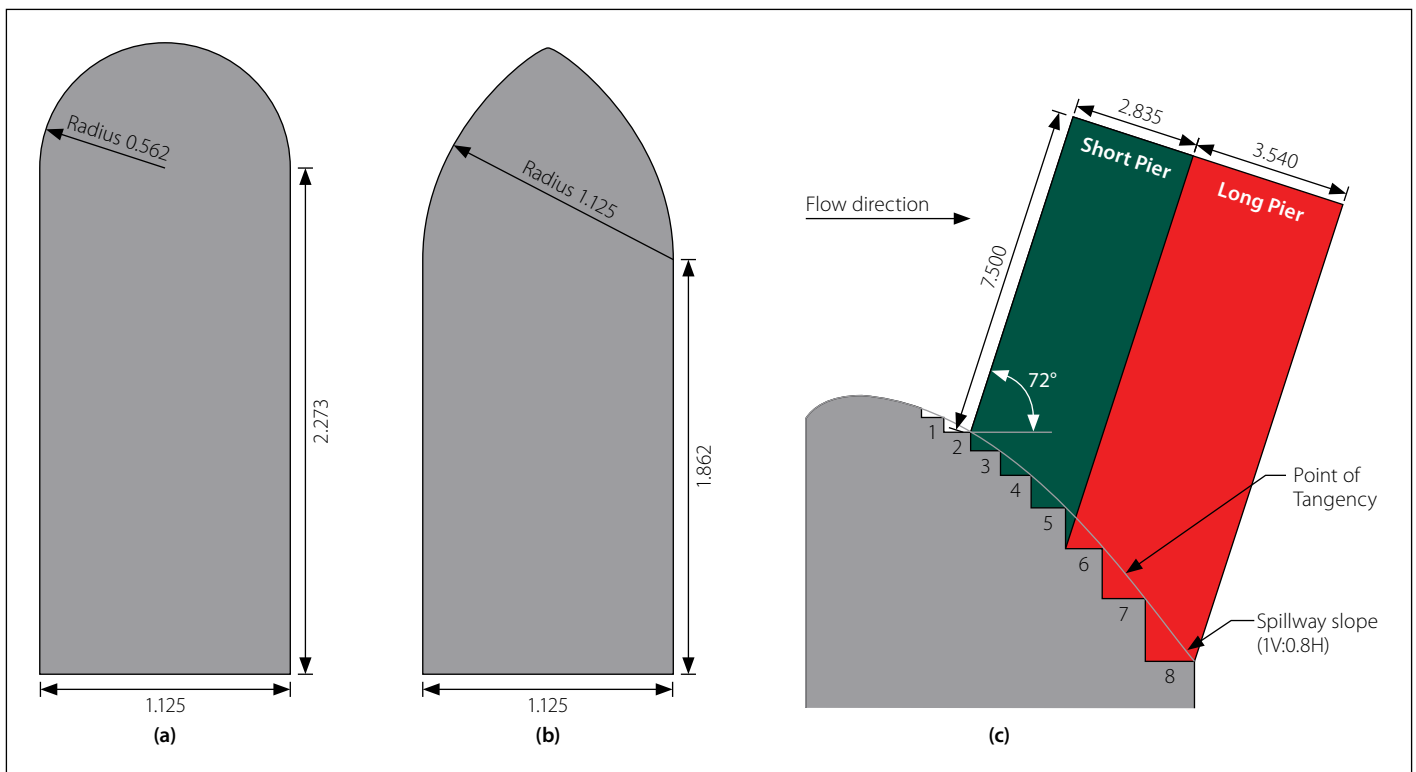 Radius 0.562
2.273
1.125
(a)
Radius 1.125
1.862
1.125
(b)
2.835
3.540
Short Pier
Long Pier
Flow direction
7.500
72°
1
2
3
4
5
6
7
8
Point of
Tangency
Spillway slope
(1V:0.8H)
(c)